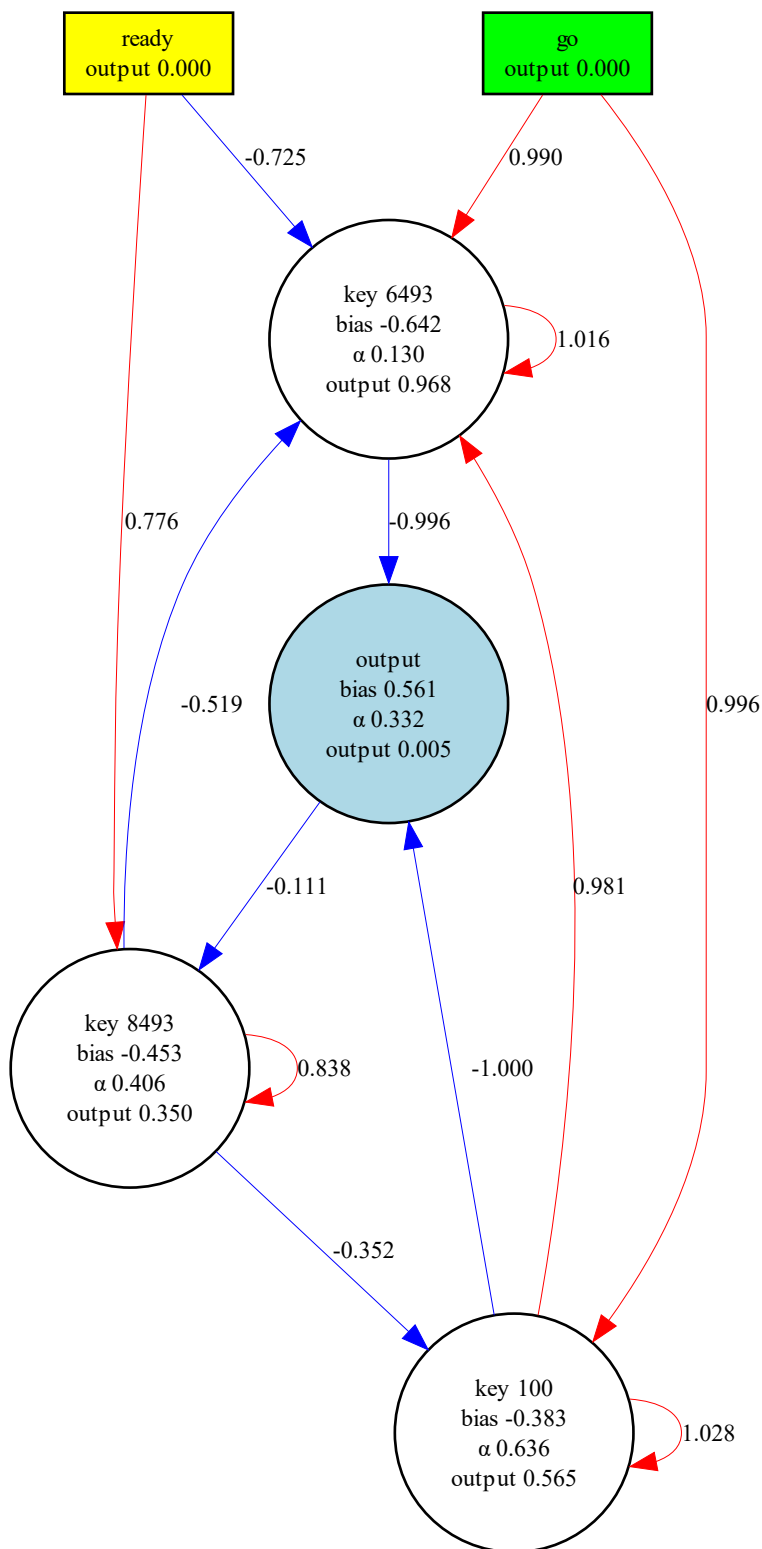 ready
output 0.000
go
output 0.000
-0.725
0.990
key 6493
bias -0.642
α 0.130
output 0.968
1.016
0.776
-0.996
output
bias 0.561
α 0.332
output 0.005
-0.519
0.996
-0.111
0.981
key 8493
bias -0.453
α 0.406
output 0.350
0.838
-1.000
-0.352
key 100
bias -0.383
α 0.636
output 0.565
1.028